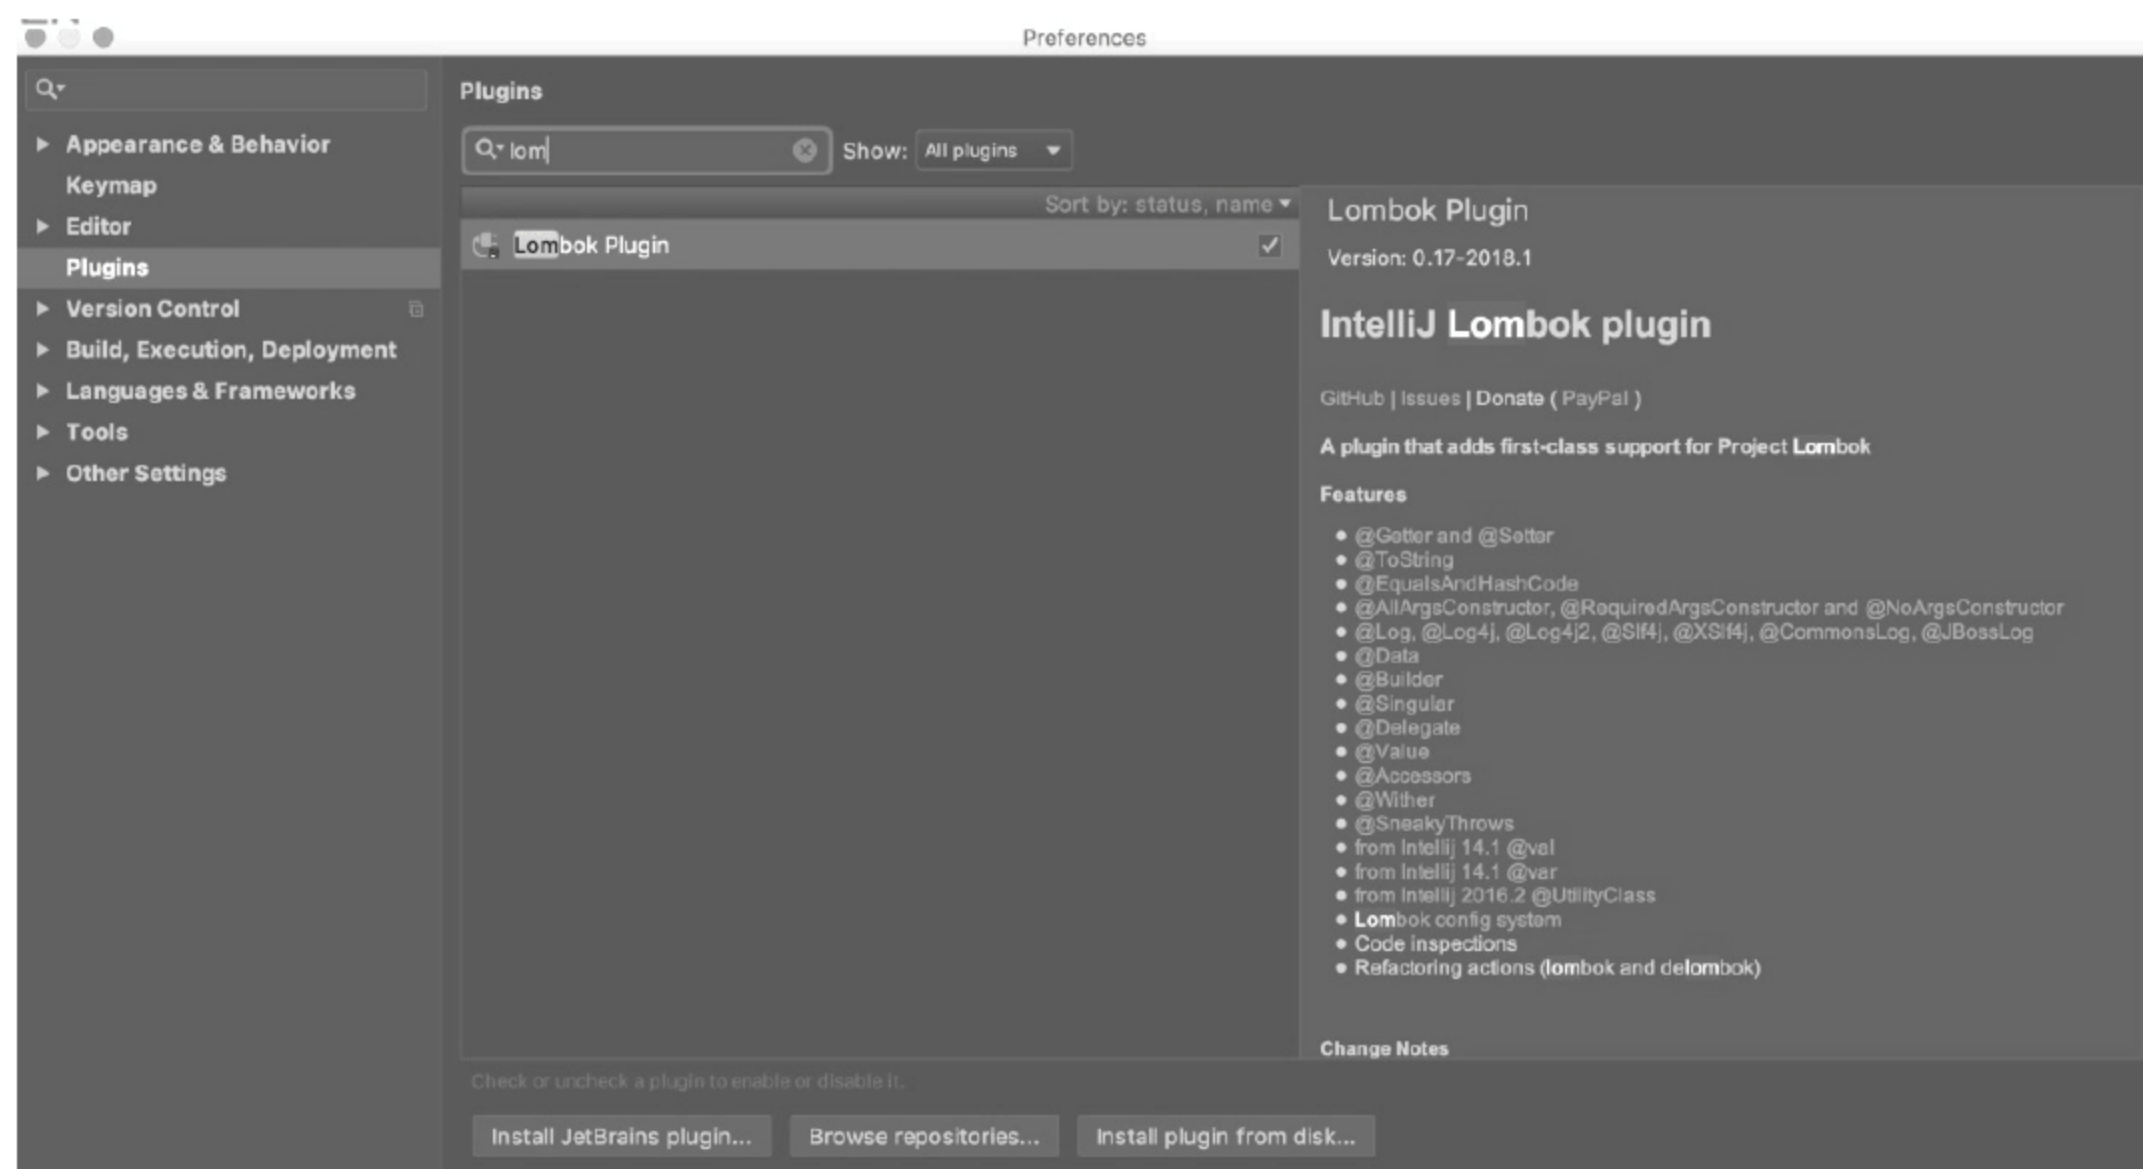 Preferences
Appearance & Behavior
Keymap
Editor
Plugins
Version Control
Build, Execution, Deployment
Languages & Frameworks
Tools
Other Settings
Plugins
lom
Show: All plugins
Sort by: status, name
Lombok Plugin
Lombok Plugin
Version: 0.17-2018.1
IntelliJ Lombok plugin
GitHub | Issues | Donate ( PayPal )
A plugin that adds first-class support for Project Lombok
Features
• @Getter and @Setter
• @ToString
• @EqualsAndHashCode
• @AllArgsConstructor, @RequiredArgsConstructor and @NoArgsConstructor
• @Log, @Log4j, @Log4j2, @Slf4j, @XSlf4j, @CommonsLog, @JBossLog
• @Data
• @Builder
• @Singular
• @Delegate
• @Value
• @Accessors
• @Wither
• @SneakyThrows
• from Intellij 14.1 @val
• from Intellij 14.1 @var
• from Intellij 2016.2 @UtilityClass
• Lombok config system
• Code inspections
• Refactoring actions (lombok and delombok)
Change Notes
Check or uncheck a plugin to enable or disable it.
Install JetBrains plugin...
Browse repositories...
Install plugin from disk...